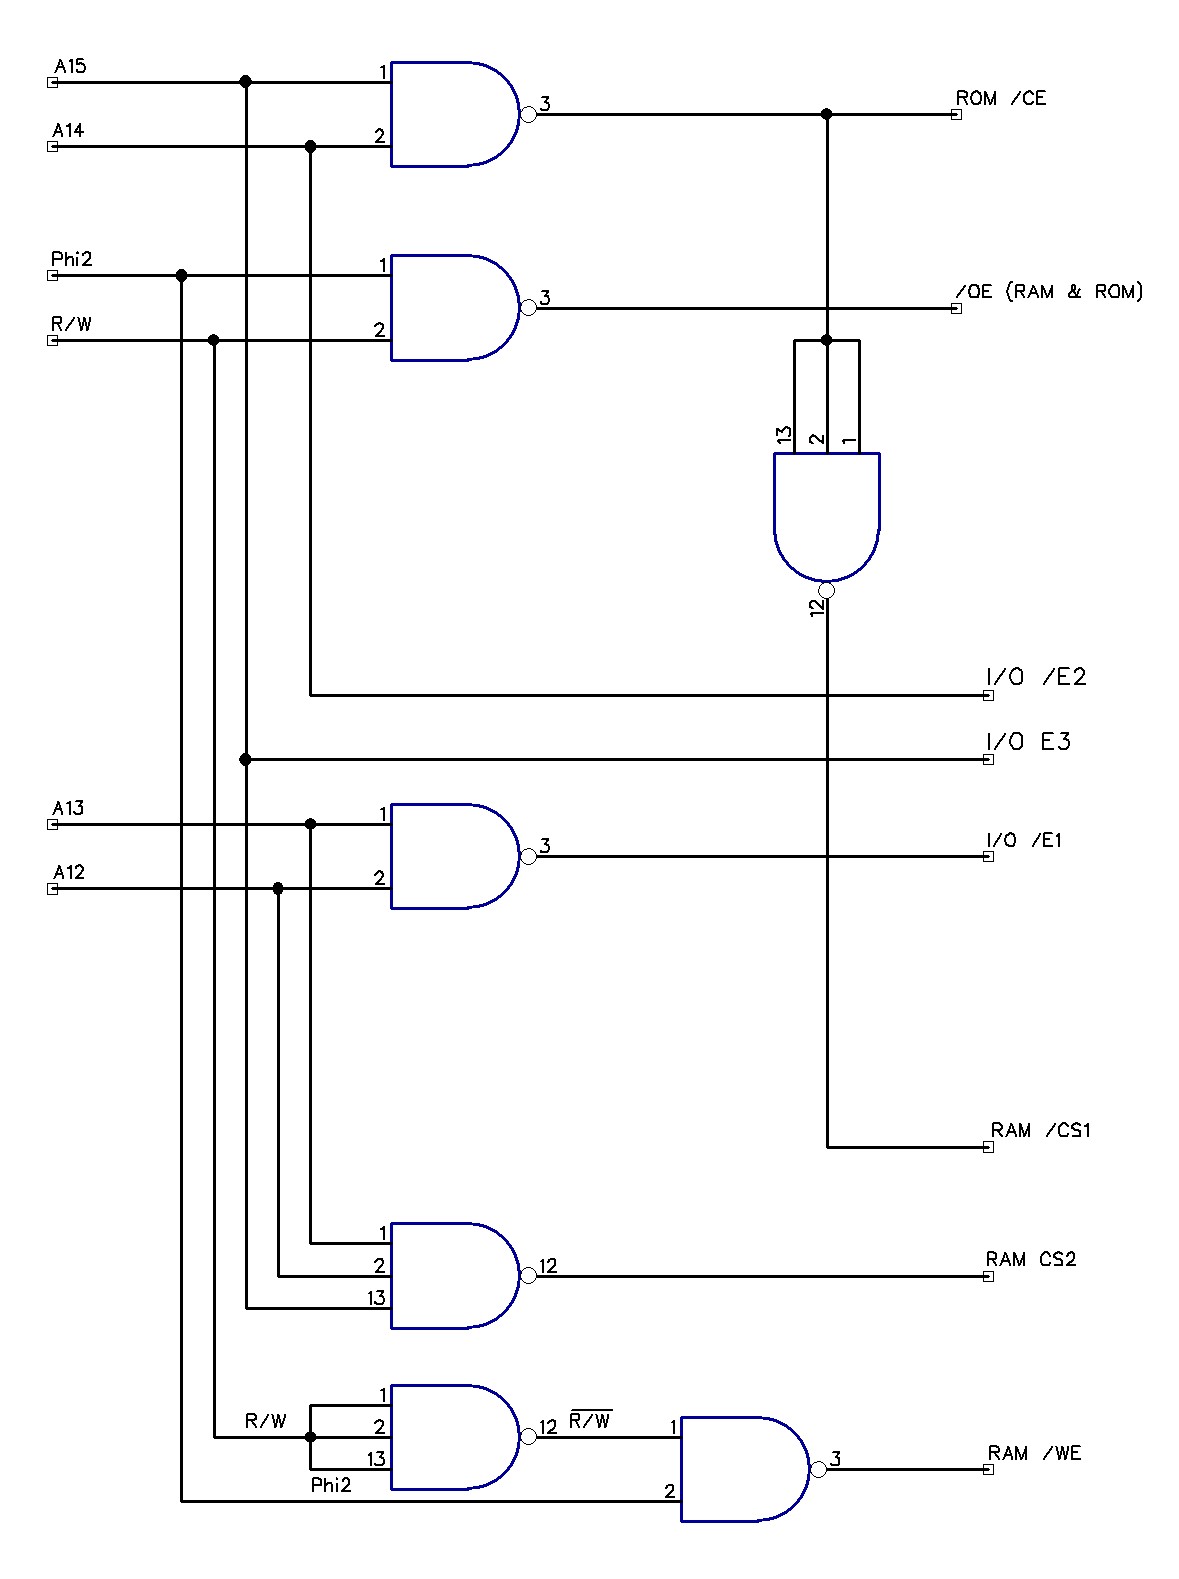 A15
1
3
ROM /CE
A14
2
Phi2
1
3
/OE (RAM & ROM)
R/W
2
13
2
1
12
I/O /E2
I/O E3
A13
1
3
I/O /E1
A12
2
RAM /CS1
1
2
12
RAM CS2
13
1
R/W
2
12
R/W
1
13
3
RAM /WE
Phi2
2